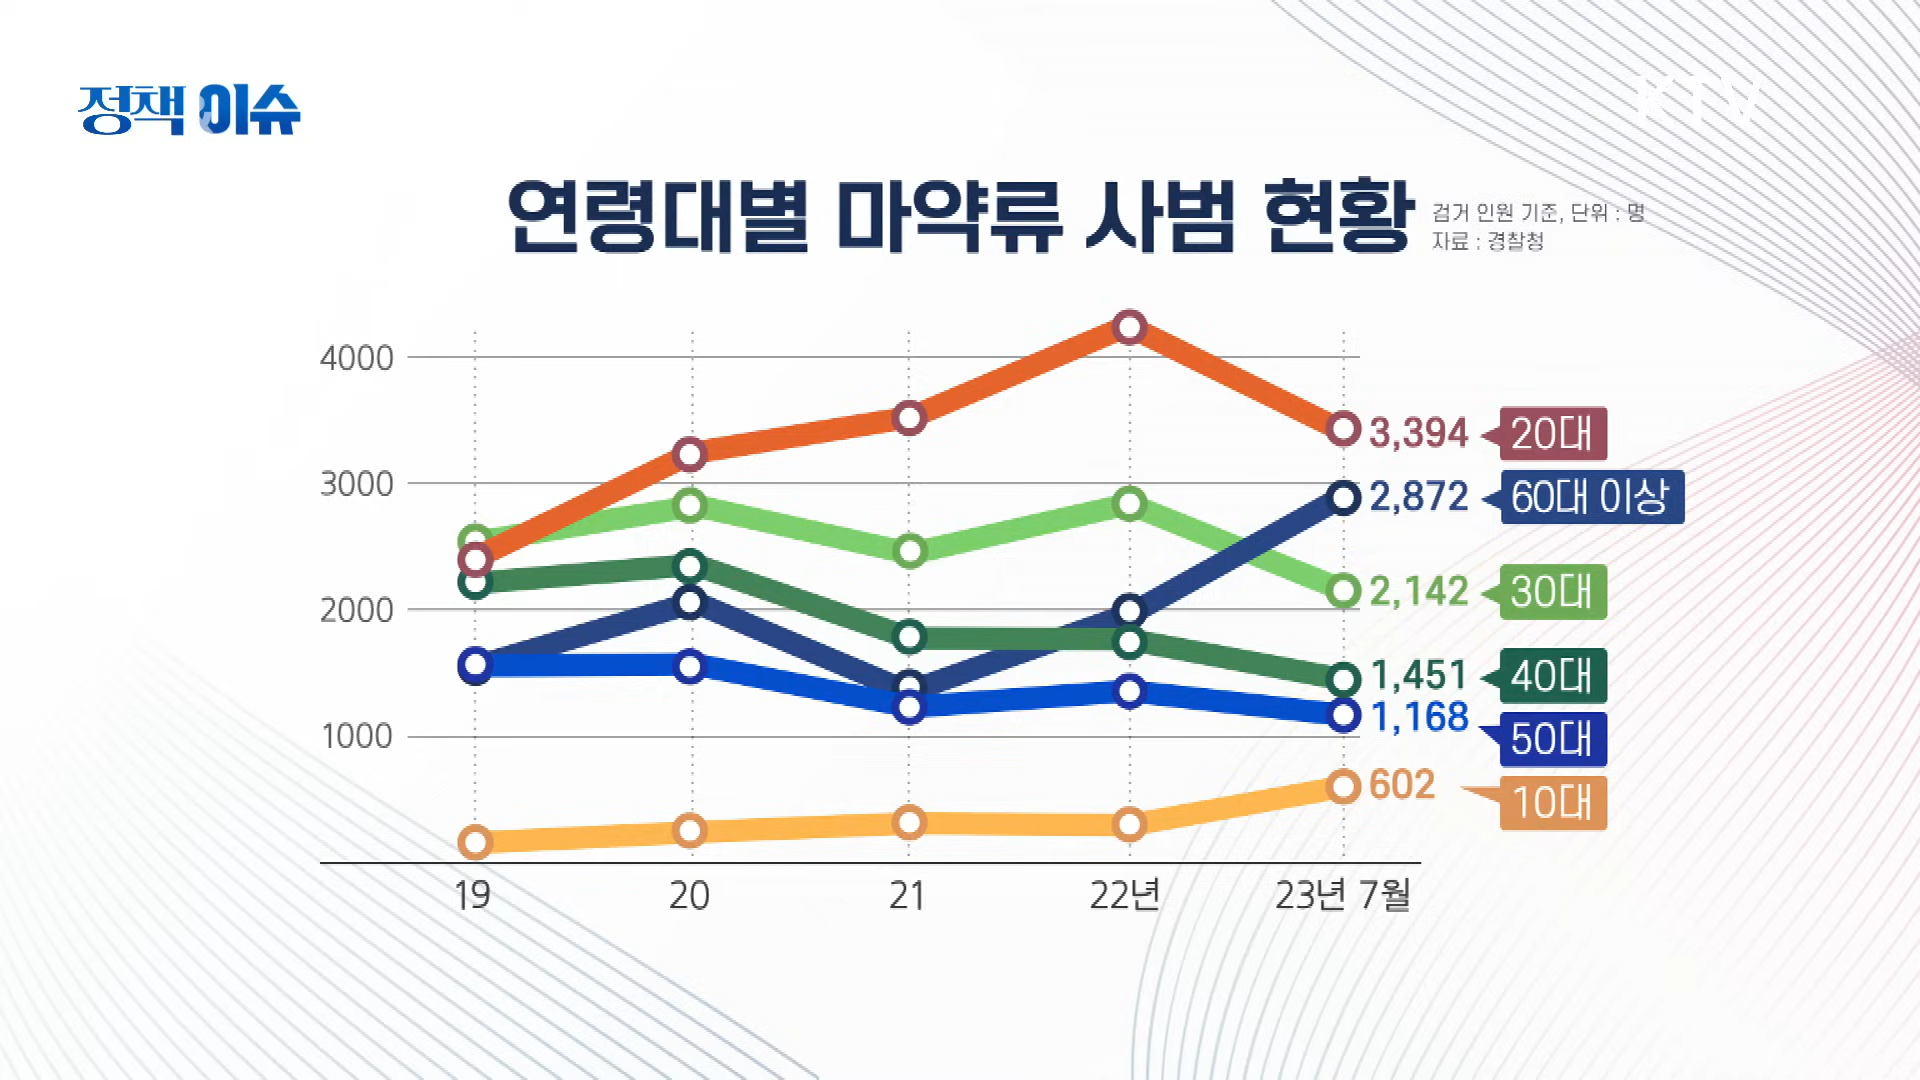 정책 이슈
KTV
연령대별 마약류 사범 현황
검거 인원 기준, 단위 : 명
자료 : 경찰청
4000
3000
2000
1000
3,394 20대
2,872 60대 이상
2,142 30대
1,451 40대
1,168 50대
602 10대
19 20 21 22년 23년 7월